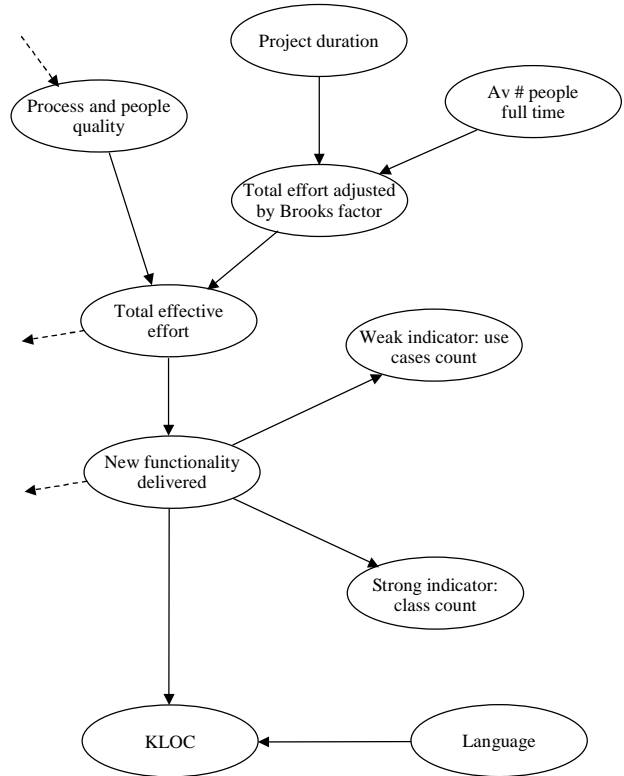 Project duration
Process and people
quality
Av # people
full time
Total effort adjusted
by Brooks factor
Total effective
effort
Weak indicator: use
cases count
New functionality
delivered
Strong indicator:
class count
KLOC
Language